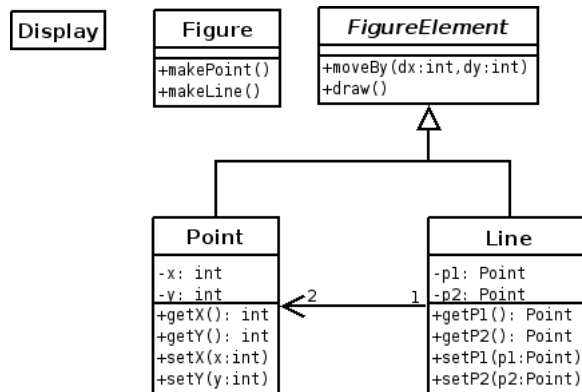 Display
Figure
+makePoint()
+makeLine()
FigureElement
+moveBy(dx:int,dy:int)
+draw()
Point
-x: int
-y: int
+getX(): int
+getY(): int
+setX(x:int)
+setY(y:int)
2
1
Line
-p1: Point
-p2: Point
+getP1(): Point
+getP2(): Point
+setP1(p1:Point)
+setP2(p2:Point)